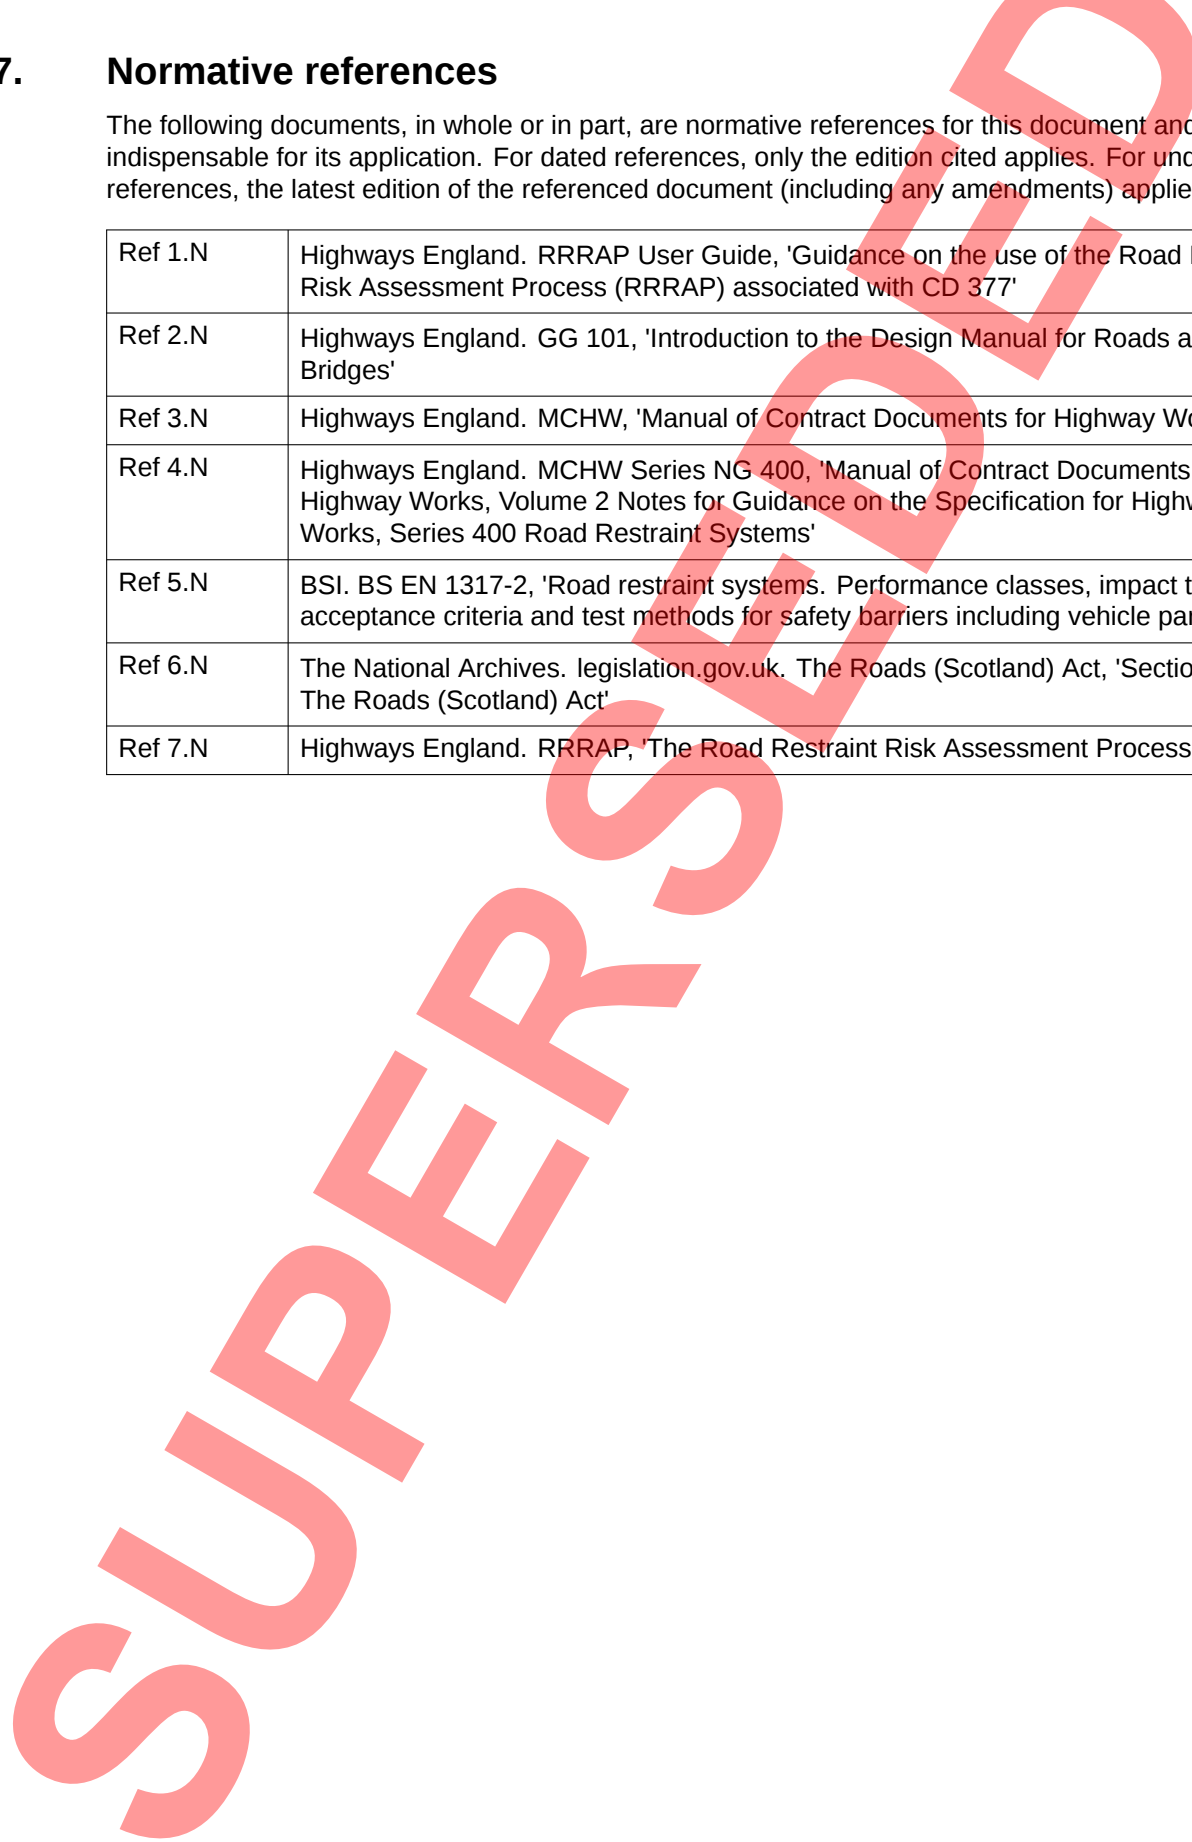 7. Normative references
The following documents, in whole or in part, are normative references for this document and
indispensable for its application. For dated references, only the edition cited applies. For und
references, the latest edition of the referenced document (including any amendments) applie
Ref 1.N Highways England. RRRAP User Guide, 'Guidance on the use of the Road
Risk Assessment Process (RRRAP) associated with CD 377'
Ref 2.N Highways England. GG 101, 'Introduction to the Design Manual for Roads a
Bridges'
Ref 3.N Highways England. MCHW, 'Manual of Contract Documents for Highway Wo
Ref 4.N Highways England. MCHW Series NG 400, 'Manual of Contract Documents
Highway Works, Volume 2 Notes for Guidance on the Specification for Highw
Works, Series 400 Road Restraint Systems'
Ref 5.N BSI. BS EN 1317-2, 'Road restraint systems. Performance classes, impact t
acceptance criteria and test methods for safety barriers including vehicle par
Ref 6.N The National Archives. legislation.gov.uk. The Roads (Scotland) Act, 'Sectio
The Roads (Scotland) Act'
Ref 7.N Highways England. RRRAP, 'The Road Restraint Risk Assessment Process
SUPERSEDED